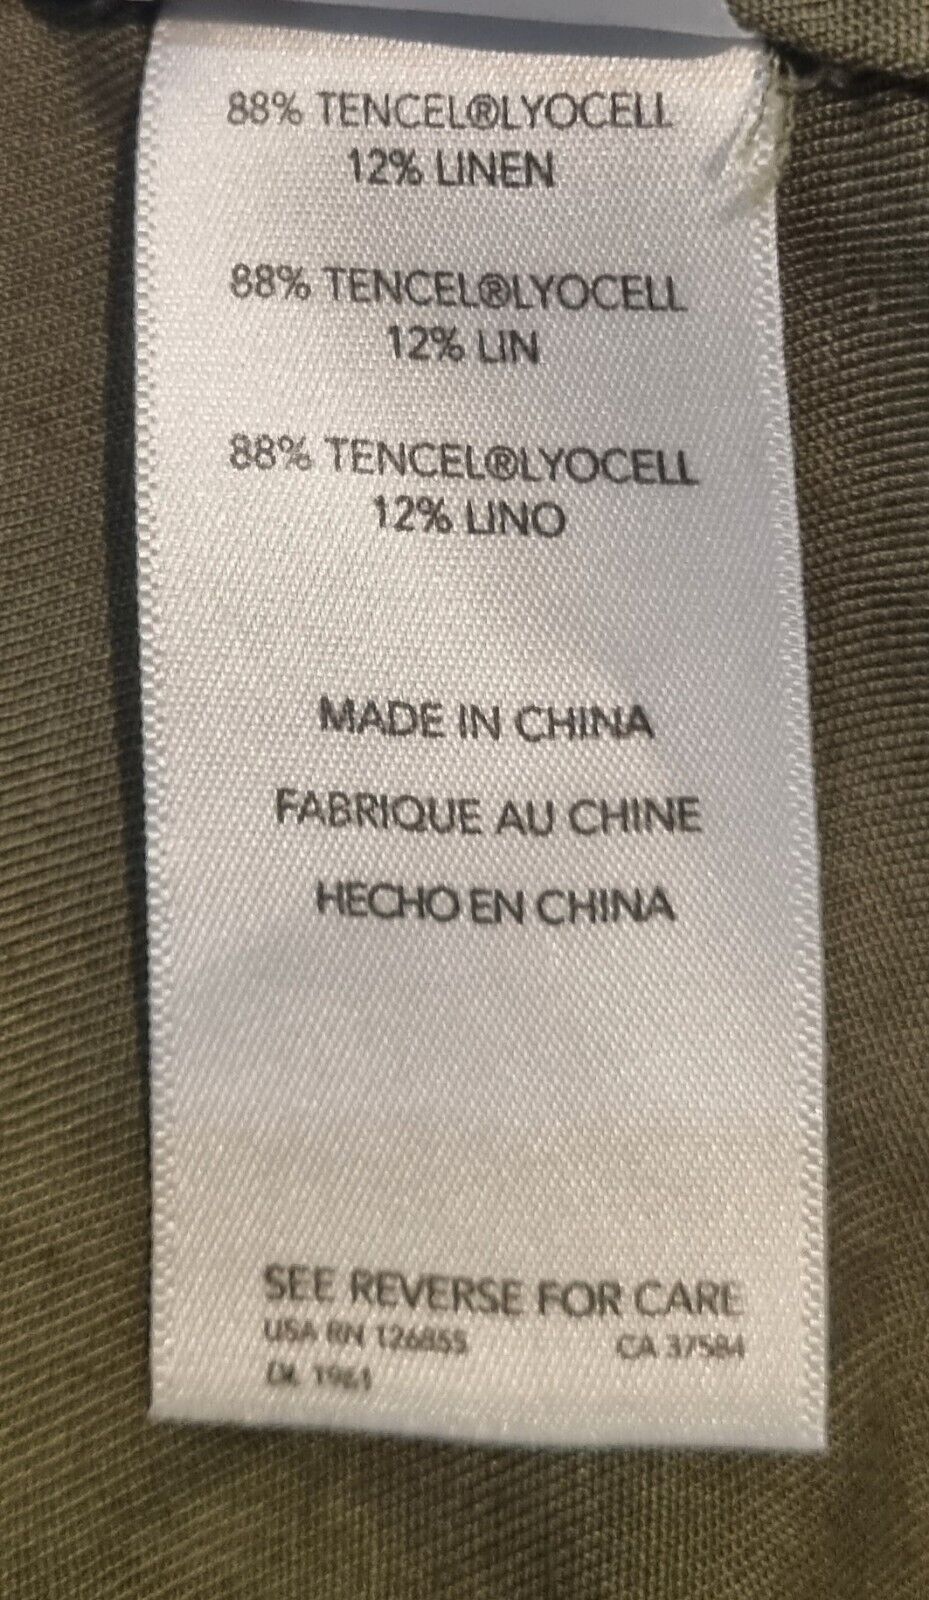 88% TENCEL®LYOCELL
12% LINEN
88% TENCEL®LYOCELL
12% LIN
88% TENCEL®LYOCELL
12% LINO
MADE IN CHINA
FABRIQUE AU CHINE
HECHO EN CHINA
SEE REVERSE FOR CARE
USA RN 126855 CA 37584
1961